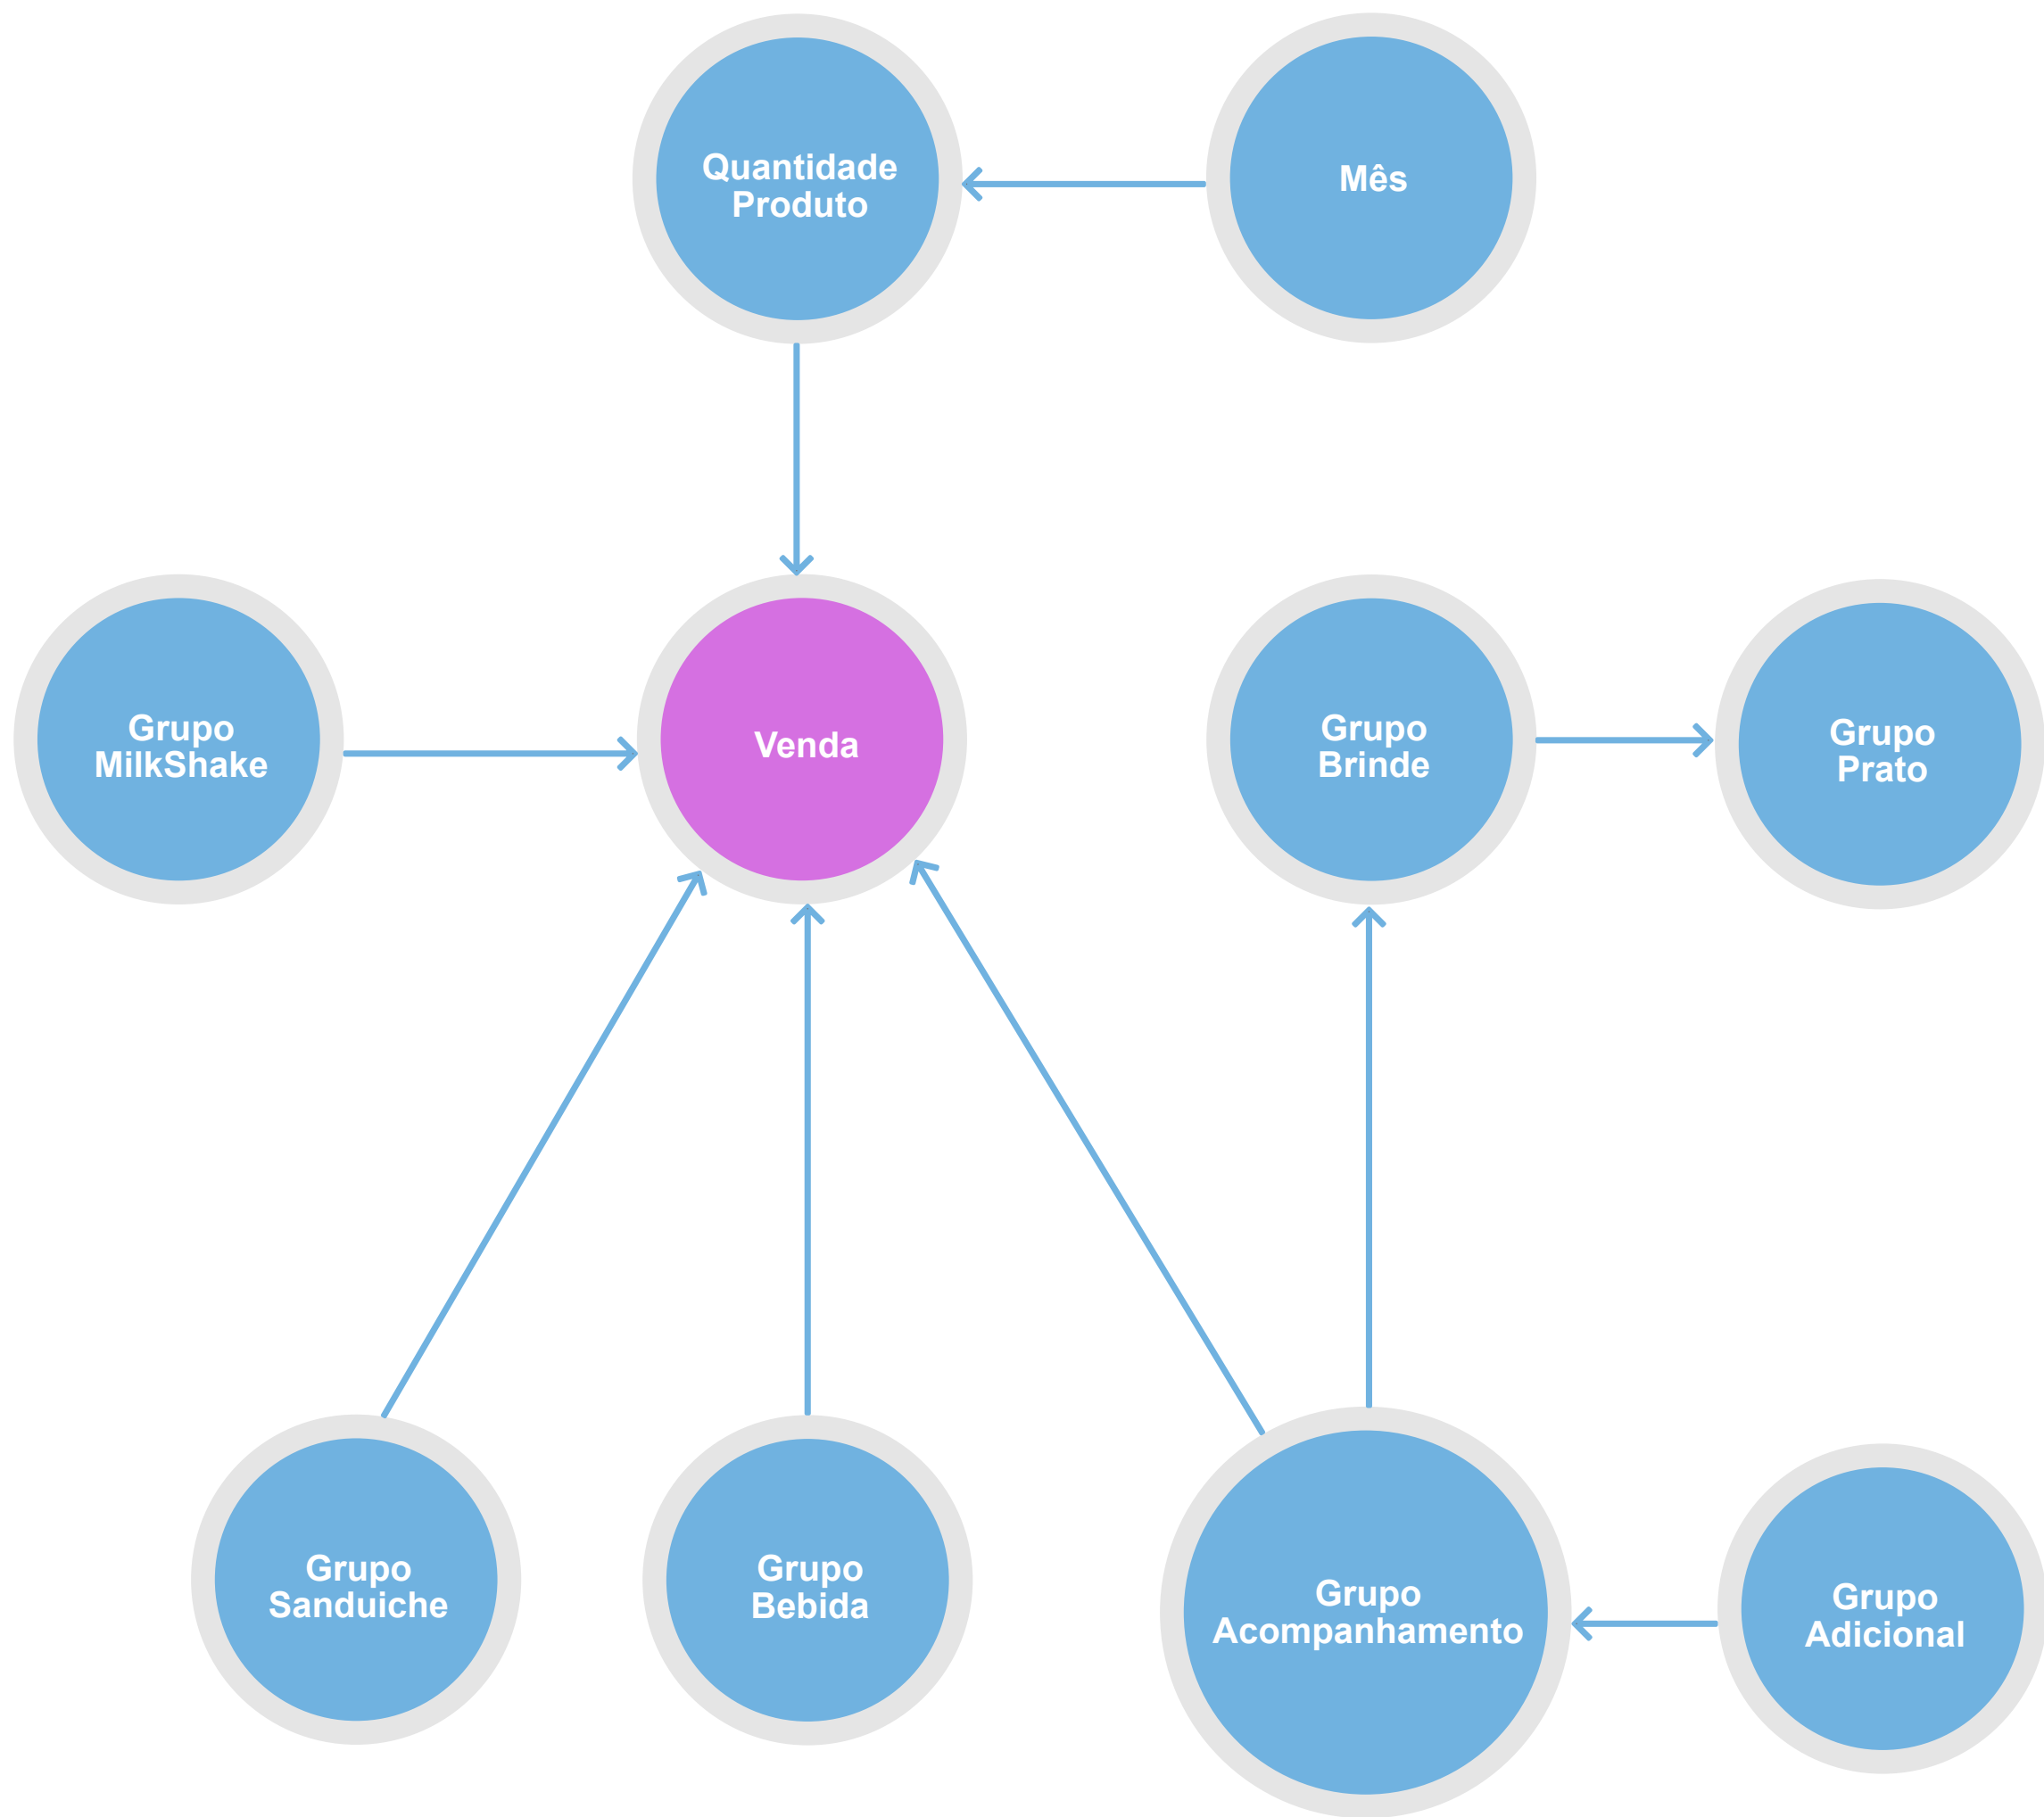 Quantidade
Produto
Mês
Grupo
MilkShake
Venda
Grupo
Brinde
Grupo
Prato
Grupo
Sanduiche
Grupo
Bebida
Grupo
Acompanhamento
Grupo
Adicional